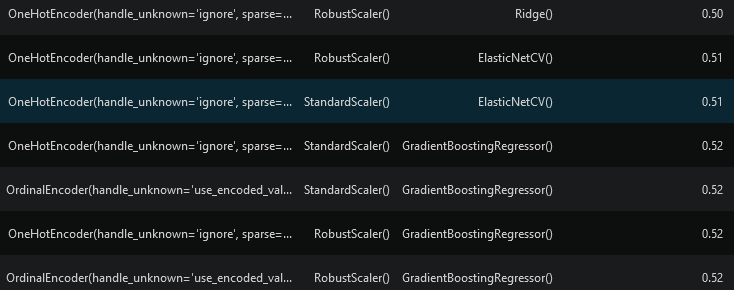 OneHotEncoder(handle_unknown='ignore', sparse=... RobustScaler() Ridge() 0.50
OneHotEncoder(handle_unknown='ignore', sparse=... RobustScaler() ElasticNetCV() 0.51
OneHotEncoder(handle_unknown='ignore', sparse=... StandardScaler() ElasticNetCV() 0.51
OneHotEncoder(handle_unknown='ignore', sparse=... StandardScaler() GradientBoostingRegressor() 0.52
OrdinalEncoder(handle_unknown='use_encoded_val... StandardScaler() GradientBoostingRegressor() 0.52
OneHotEncoder(handle_unknown='ignore', sparse=... RobustScaler() GradientBoostingRegressor() 0.52
OrdinalEncoder(handle_unknown='use_encoded_val... RobustScaler() GradientBoostingRegressor() 0.52